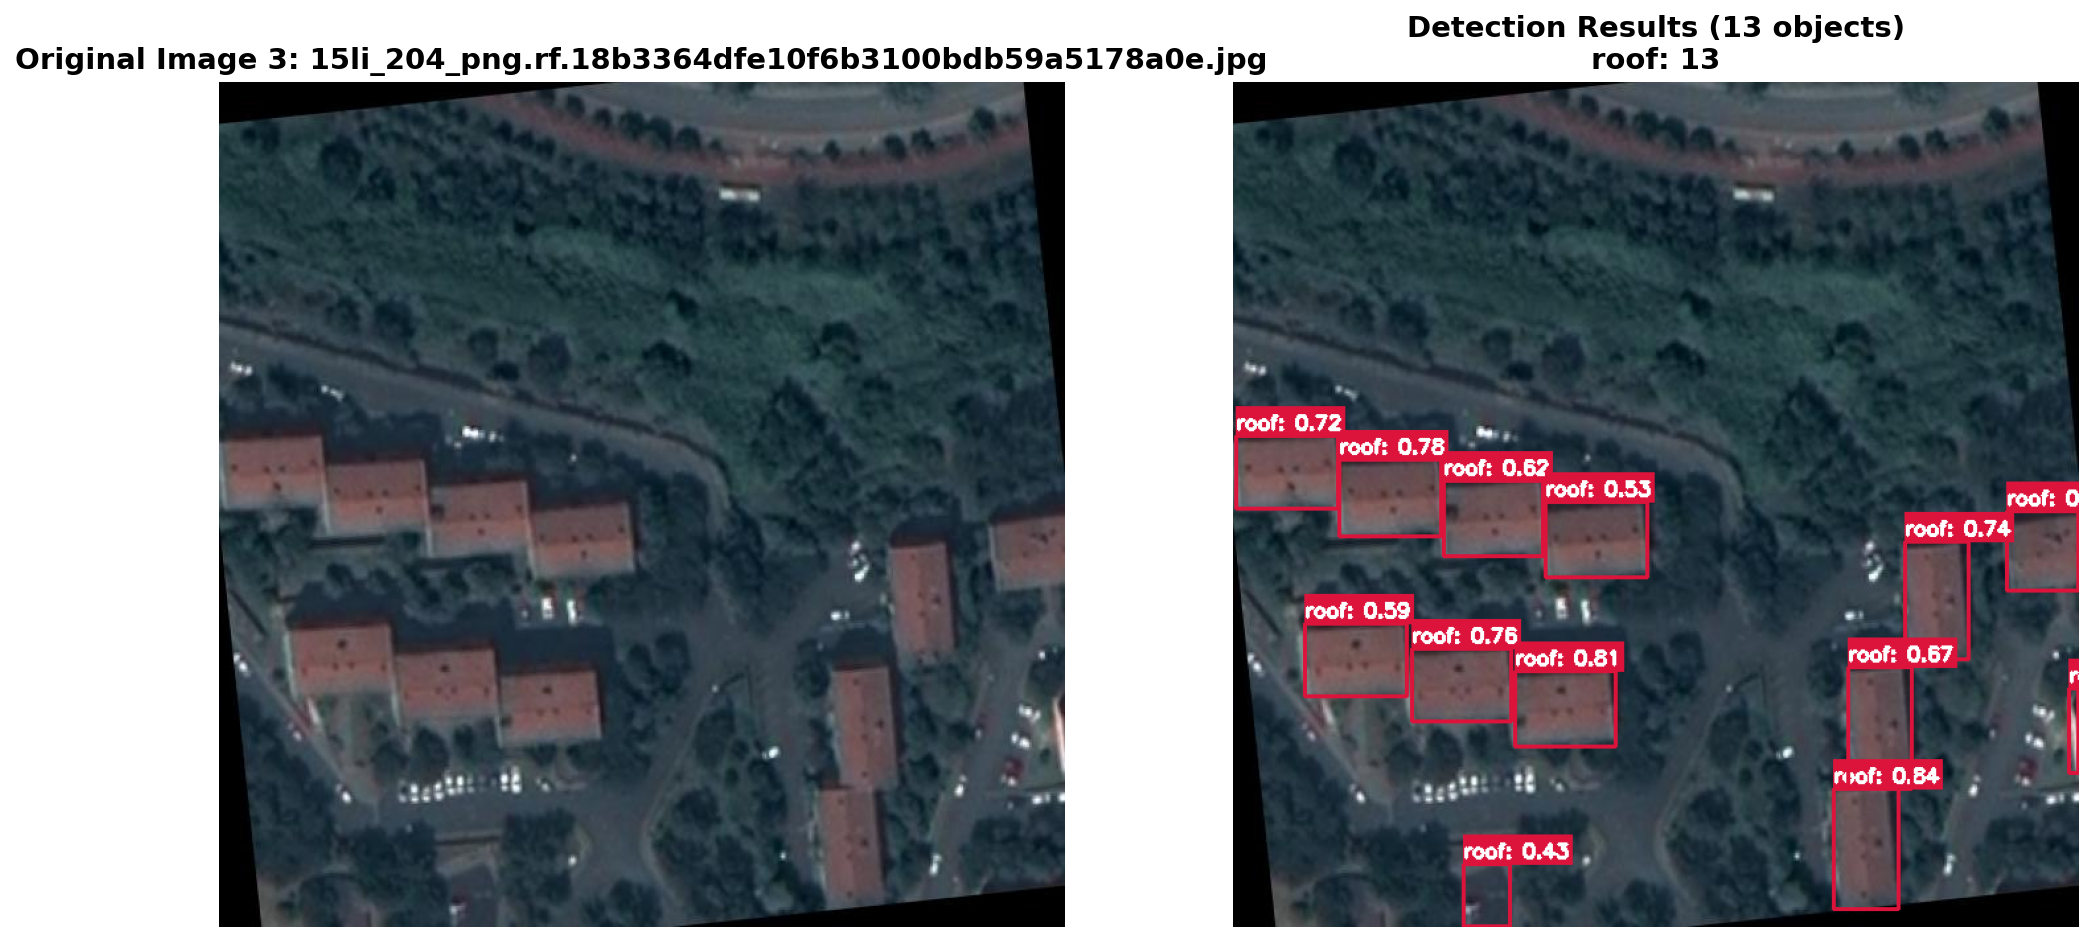 Original Image 3: 15li_204_png.rf.18b3364dfe10f6b3100bdb59a5178a0e.jpg
Detection Results (13 objects)
roof: 13
roof: 0.72
roof: 0.78
roof: 0.62
roof: 0.53
roof: 0
roof: 0.74
roof: 0.59
roof: 0.76
roof: 0.81
roof: 0.67
roof: 0.84
roof: 0.43